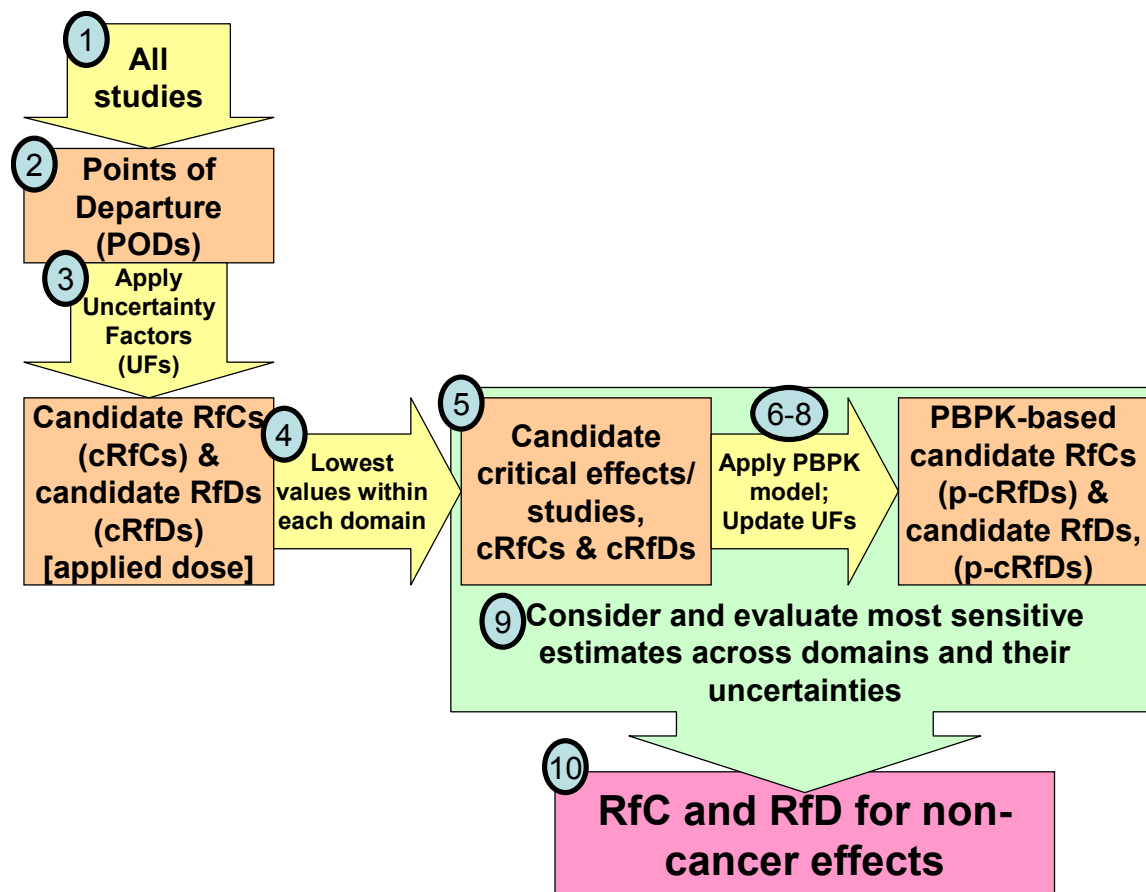 1
All
studies
2
Points of
Departure
(PODs)
3
Apply
Uncertainty
Factors
(UFs)
Candidate RfCs
(cRfCs) &
candidate RfDs
(cRfDs)
[applied dose]
4
Lowest
values within
each domain
5
Candidate
critical effects/
studies,
cRfCs & cRfDs
6-8
Apply PBPK
model;
Update UFs
PBPK-based
candidate RfCs
(p-cRfDs) &
candidate RfDs,
(p-cRfDs)
9
Consider and evaluate most sensitive
estimates across domains and their
uncertainties
10
RfC and RfD for non-
cancer effects